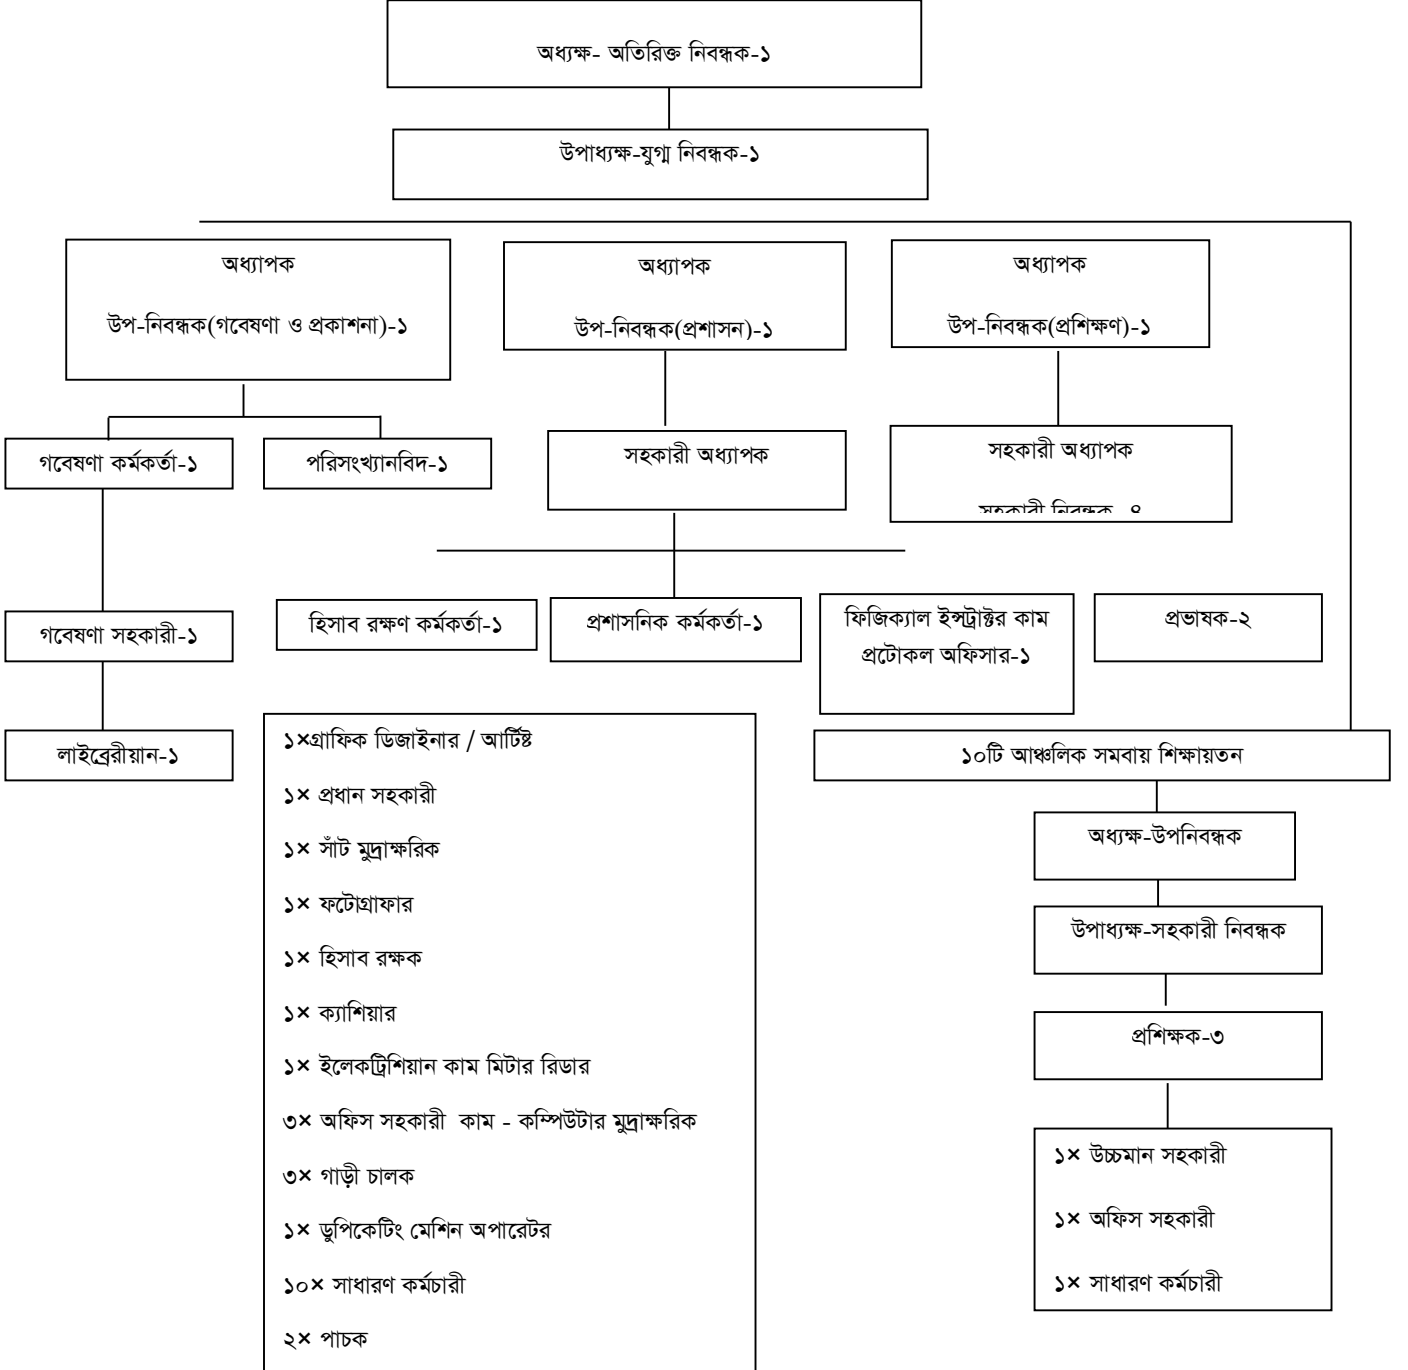 অধ্যক্ষ- অতিরিক্ত নিবন্ধক-১
উপাধ্যক্ষ-যুগ্ম নিবন্ধক-১
অধ্যাপক
উপ-নিবন্ধক(গবেষণা ও প্রকাশনা)-১
অধ্যাপক
উপ-নিবন্ধক(প্রশাসন)-১
অধ্যাপক
উপ-নিবন্ধক(প্রশিক্ষণ)-১
গবেষণা কর্মকর্তা-১
পরিসংখ্যানবিদ-১
সহকারী অধ্যাপক
সহকারী অধ্যাপক
সহকারী নিবন্ধক -৪
গবেষণা সহকারী-১
হিসাব রক্ষণ কর্মকর্তা-১
প্রশাসনিক কর্মকর্তা-১
ফিজিক্যাল ইন্সট্রাক্টর কাম
প্রটোকল অফিসার-১
প্রভাষক-২
লাইব্রেরীয়ান-১
১×গ্রাফিক ডিজাইনার / আর্টিষ্ট
১× প্রধান সহকারী
১× সাঁট মুদ্রাক্ষরিক
১× ফটোগ্রাফার
১× হিসাব রক্ষক
১× ক্যাশিয়ার
১× ইলেকট্রিশিয়ান কাম মিটার রিডার
৩× অফিস সহকারী কাম - কম্পিউটার মুদ্রাক্ষরিক
৩× গাড়ী চালক
১× ডুপিকেটিং মেশিন অপারেটর
১০× সাধারণ কর্মচারী
২× পাচক
১০টি আঞ্চলিক সমবায় শিক্ষায়তন
অধ্যক্ষ-উপনিবন্ধক
উপাধ্যক্ষ-সহকারী নিবন্ধক
প্রশিক্ষক-৩
১× উচ্চমান সহকারী
১× অফিস সহকারী
১× সাধারণ কর্মচারী